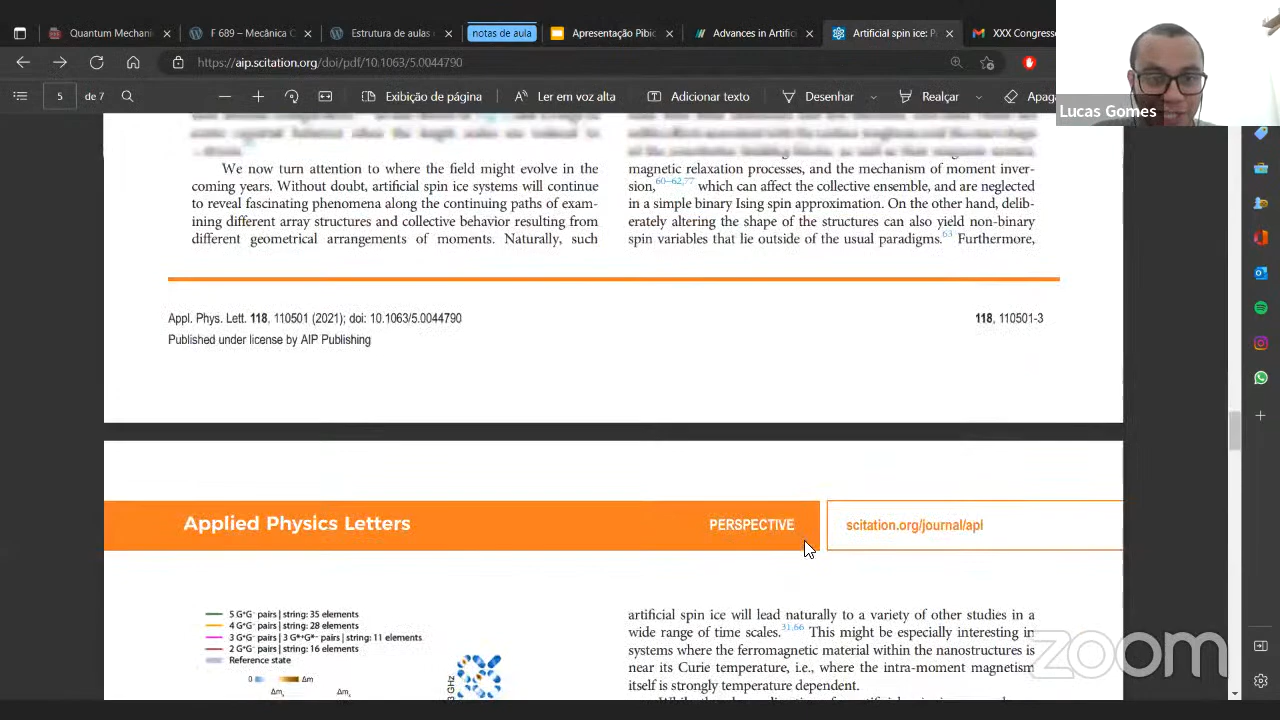 Quantum Mechani
F 689 – Mecânica C
Estrutura de aulas
notas de aula
Apresentação Pibic
Advances in Artific
Artificial spin ice: P
XXX Congress
https://aip.scitation.org/doi/pdf/10.1063/5.0044790
5 de 7
Exibição de página
Ler em voz alta
Adicionar texto
Desenhar
Realçar
Apaga
Lucas Gomes
We now turn attention to where the field might evolve in the
coming years. Without doubt, artificial spin ice systems will continue
to reveal fascinating phenomena along the continuing paths of exam-
ining different array structures and collective behavior resulting from
different geometrical arrangements of moments. Naturally, such
magnetic relaxation processes, and the mechanism of moment inver-
sion,60–62,77 which can affect the collective ensemble, and are neglected
in a simple binary Ising spin approximation. On the other hand, delib-
erately altering the shape of the structures can also yield non-binary
spin variables that lie outside of the usual paradigms.63 Furthermore,
Appl. Phys. Lett. 118, 110501 (2021); doi: 10.1063/5.0044790
118, 110501-3
Published under license by AIP Publishing
Applied Physics Letters
PERSPECTIVE
scitation.org/journal/apl
5 G+G- pairs | string: 35 elements
4 G+G- pairs | string: 28 elements
3 G+G- pairs | 3 G*+G*- pairs | string: 11 elements
2 G+G- pairs | string: 16 elements
Reference state
0
Δm
artificial spin ice will lead naturally to a variety of other studies in a
wide range of time scales.31,66 This might be especially interesting in
systems where the ferromagnetic material within the nanostructures is
near its Curie temperature, i.e., where the intra-moment magnetism
itself is strongly temperature dependent.
zoom